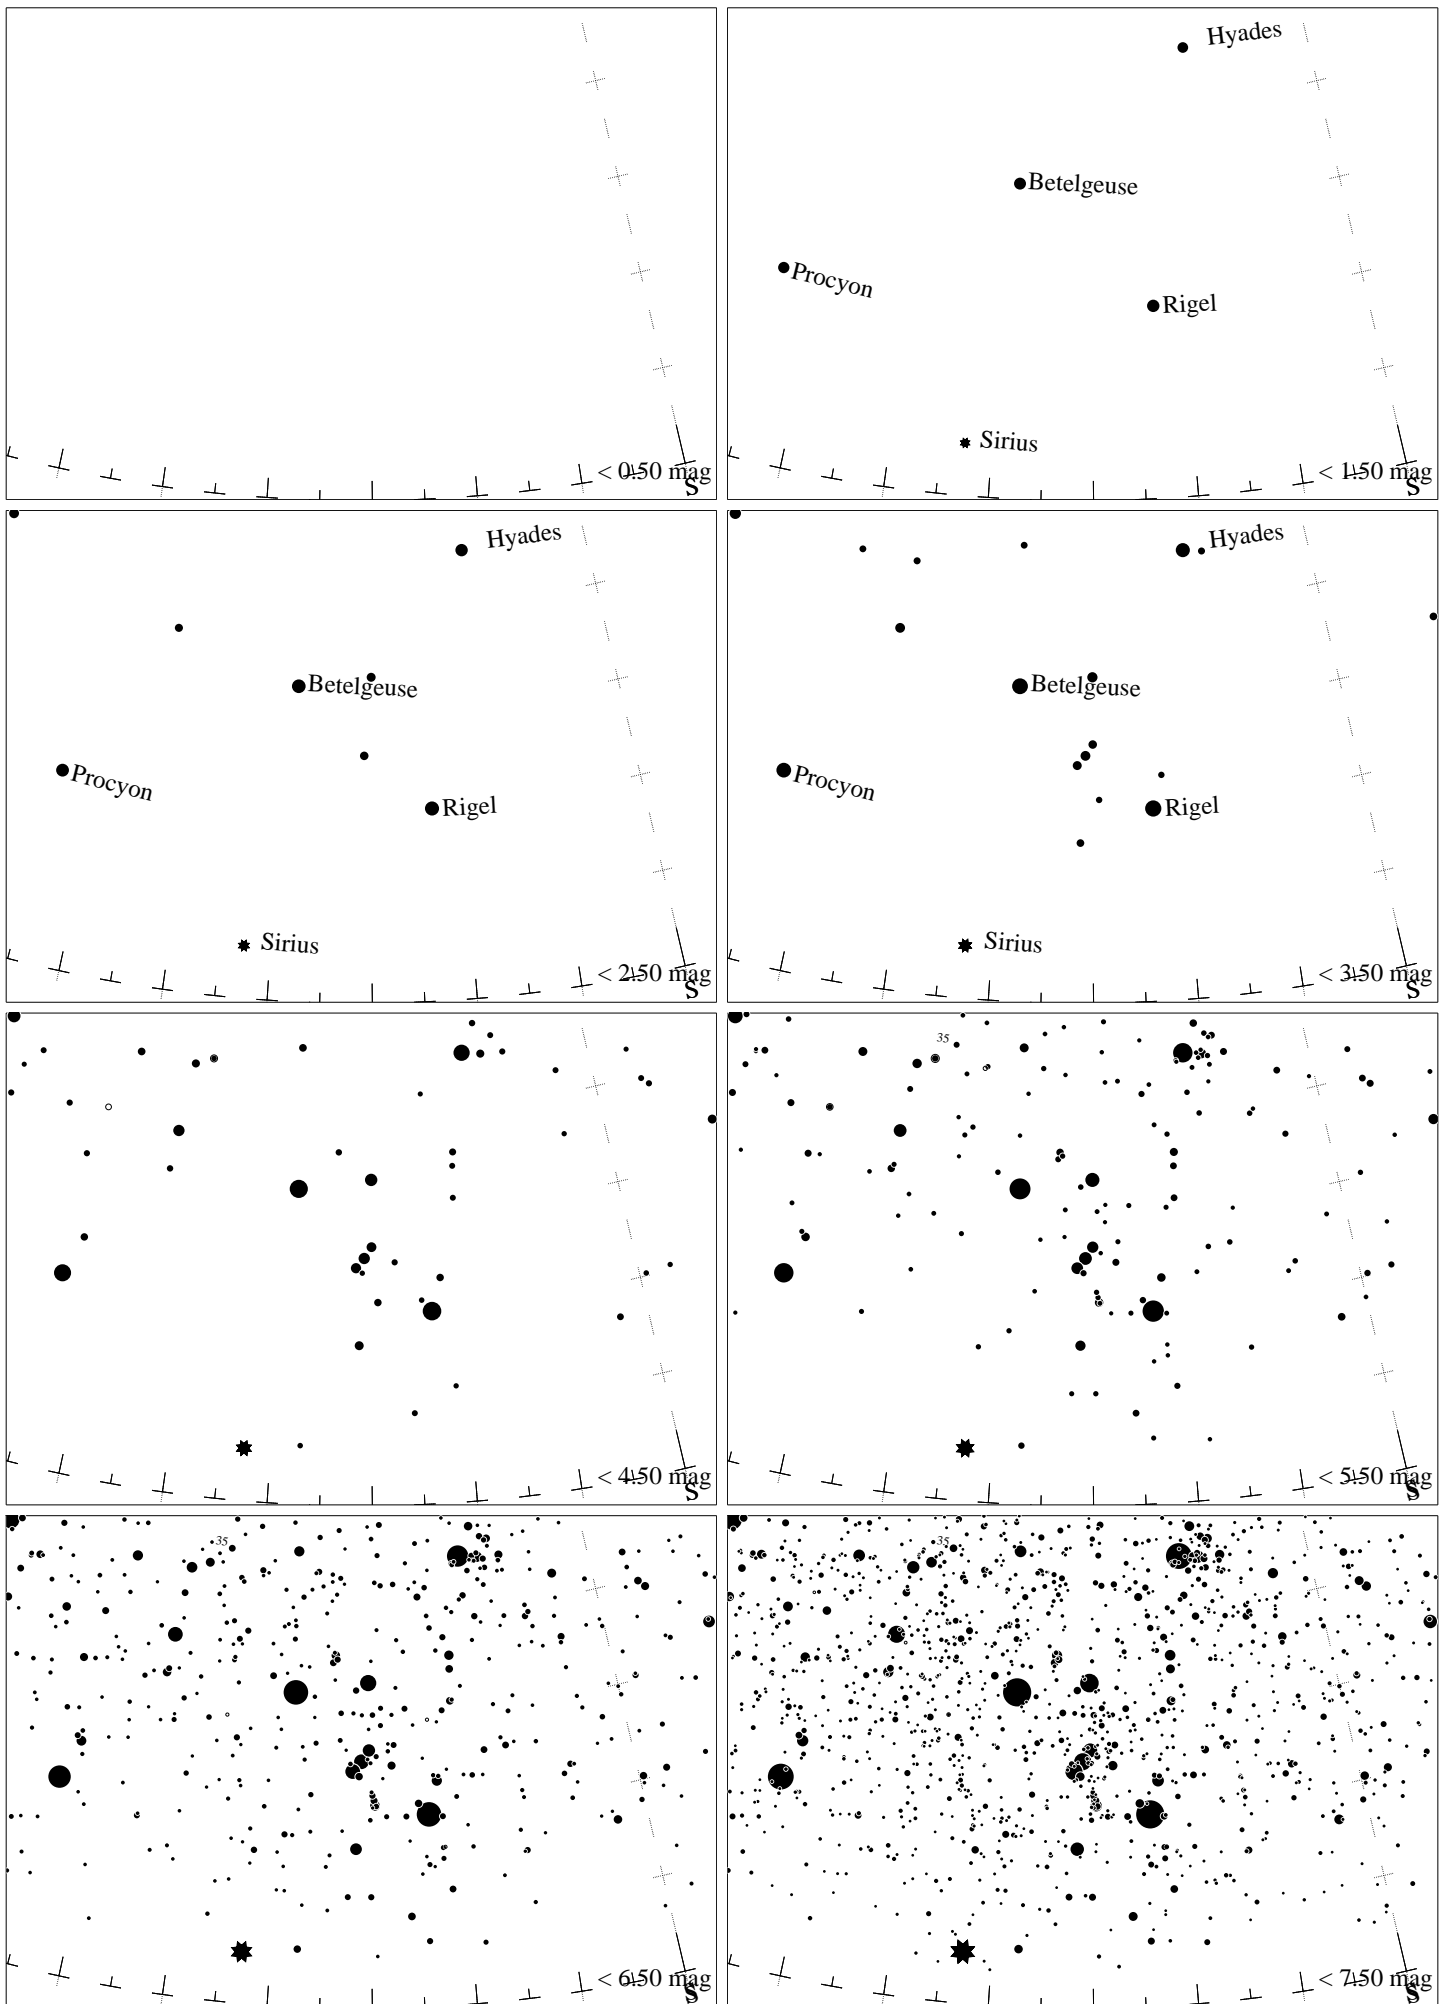 < 0.50 mag
S
Hyades
Betelgeuse
Procyon
Rigel
Sirius
< 1.50 mag
S
Hyades
Betelgeuse
Procyon
Rigel
Sirius
< 2.50 mag
S
Hyades
Betelgeuse
Procyon
Rigel
Sirius
< 3.50 mag
S
< 4.50 mag
S
35
< 5.50 mag
S
35
< 6.50 mag
S
35
< 7.50 mag
S